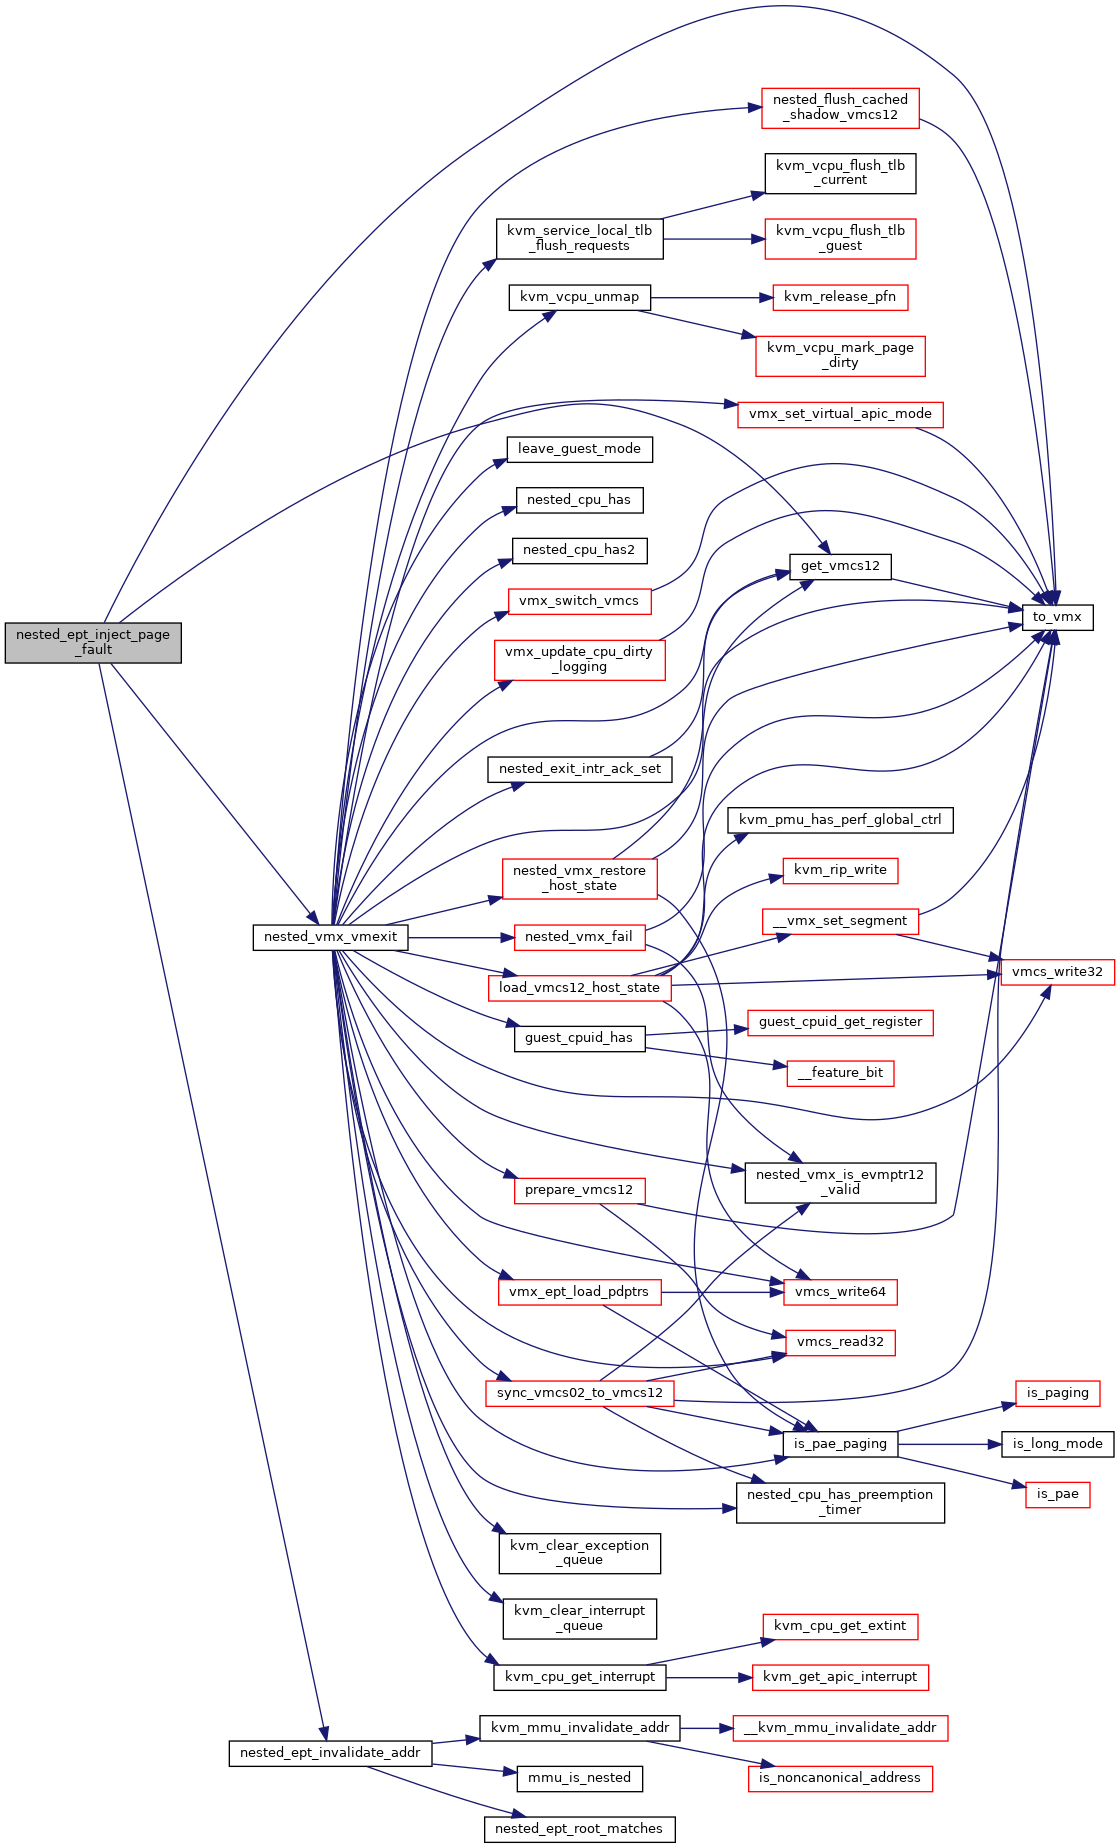 nested_flush_cached
_shadow_vmcs12
kvm_vcpu_flush_tlb
_current
kvm_service_local_tlb
_flush_requests
kvm_vcpu_flush_tlb
_guest
kvm_vcpu_unmap
kvm_release_pfn
kvm_vcpu_mark_page
_dirty
vmx_set_virtual_apic_mode
leave_guest_mode
nested_cpu_has
nested_cpu_has2
get_vmcs12
vmx_switch_vmcs
to_vmx
nested_ept_inject_page
_fault
vmx_update_cpu_dirty
_logging
nested_exit_intr_ack_set
kvm_pmu_has_perf_global_ctrl
nested_vmx_restore
_host_state
kvm_rip_write
__vmx_set_segment
nested_vmx_vmexit
nested_vmx_fail
vmcs_write32
load_vmcs12_host_state
guest_cpuid_get_register
guest_cpuid_has
__feature_bit
nested_vmx_is_evmptr12
_valid
prepare_vmcs12
vmx_ept_load_pdptrs
vmcs_write64
vmcs_read32
sync_vmcs02_to_vmcs12
is_paging
is_pae_paging
is_long_mode
is_pae
nested_cpu_has_preemption
_timer
kvm_clear_exception
_queue
kvm_clear_interrupt
_queue
kvm_cpu_get_extint
kvm_cpu_get_interrupt
kvm_get_apic_interrupt
kvm_mmu_invalidate_addr
__kvm_mmu_invalidate_addr
nested_ept_invalidate_addr
mmu_is_nested
is_noncanonical_address
nested_ept_root_matches